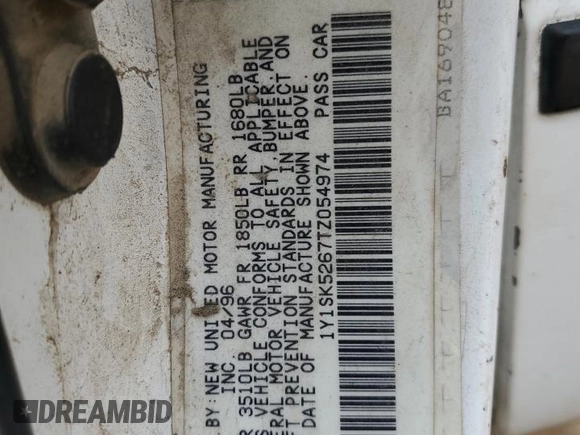 BY: NEW UNITED MOTOR MANUFACTURING
INC. 04/96
3510LB GAWR FR 1850LB RR 1680LB
VEHICLE CONFORMS TO ALL APPLICABLE
MOTOR VEHICLE SAFETY, BUMPER, AND
PREVENTION STANDARDS IN EFFECT ON
DATE OF MANUFACTURE SHOWN ABOVE.
1Y1SK5267TZ054974 PASS CAR
BA16904
DREAMBID